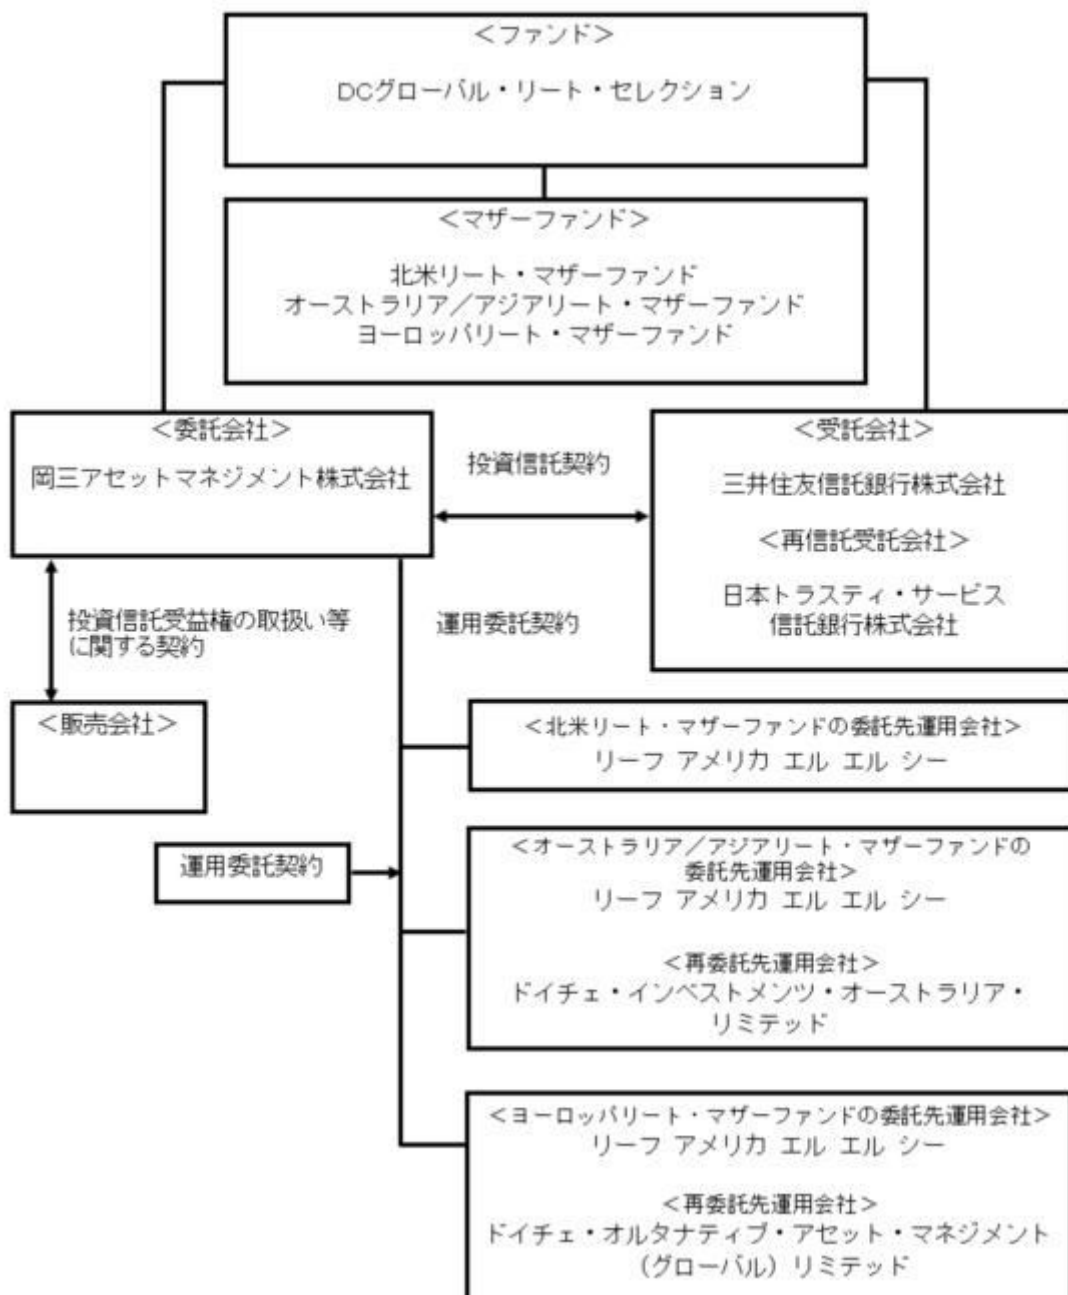 ＜ファンド＞
DCグローバル・リート・セレクション
＜マザーファンド＞
北米リート・マザーファンド
オーストラリア／アジアリート・マザーファンド
ヨーロッパリート・マザーファンド
＜委託会社＞
岡三アセットマネジメント株式会社
投資信託契約
＜受託会社＞
三井住友信託銀行株式会社
＜再信託受託会社＞
日本トラスティ・サービス
信託銀行株式会社
投資信託受益権の取扱い等
に関する契約
運用委託契約
＜販売会社＞
＜北米リート・マザーファンドの委託先運用会社＞
リーフ アメリカ エル エル シー
運用委託契約
＜オーストラリア／アジアリート・マザーファンドの
委託先運用会社＞
リーフ アメリカ エル エル シー
＜再委託先運用会社＞
ドイチェ・インベストメンツ・オーストラリア・
リミテッド
＜ヨーロッパリート・マザーファンドの委託先運用会社＞
リーフ アメリカ エル エル シー
＜再委託先運用会社＞
ドイチェ・オルタナティブ・アセット・マネジメント
（グローバル）リミテッド